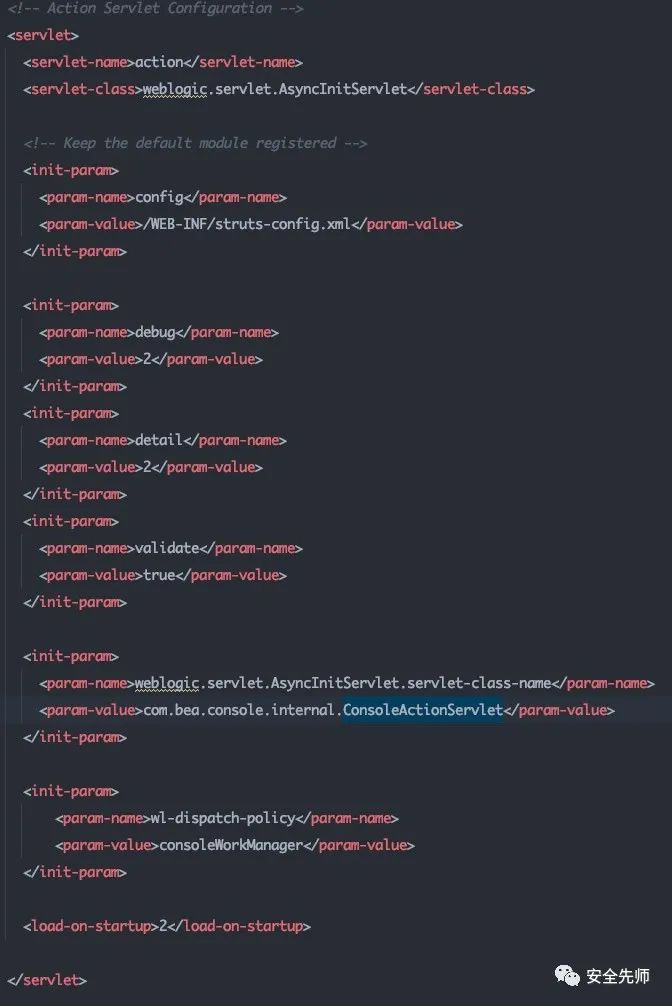 <!-- Action Servlet Configuration -->
<servlet>
<servlet-name>action</servlet-name>
<servlet-class>weblogic.servlet.AsyncInitServlet</servlet-class>
<!-- Keep the default module registered -->
<init-param>
<param-name>config</param-name>
<param-value>/WEB-INF/struts-config.xml</param-value>
</init-param>
<init-param>
<param-name>debug</param-name>
<param-value>2</param-value>
</init-param>
<init-param>
<param-name>detail</param-name>
<param-value>2</param-value>
</init-param>
<init-param>
<param-name>validate</param-name>
<param-value>true</param-value>
</init-param>
<init-param>
<param-name>weblogic.servlet.AsyncInitServlet.servlet-class-name</param-name>
<param-value>com.bea.console.internal.ConsoleActionServlet</param-value>
</init-param>
<init-param>
<param-name>wl-dispatch-policy</param-name>
<param-value>consoleWorkManager</param-value>
</init-param>
<load-on-startup>2</load-on-startup>
</servlet>
安全先师